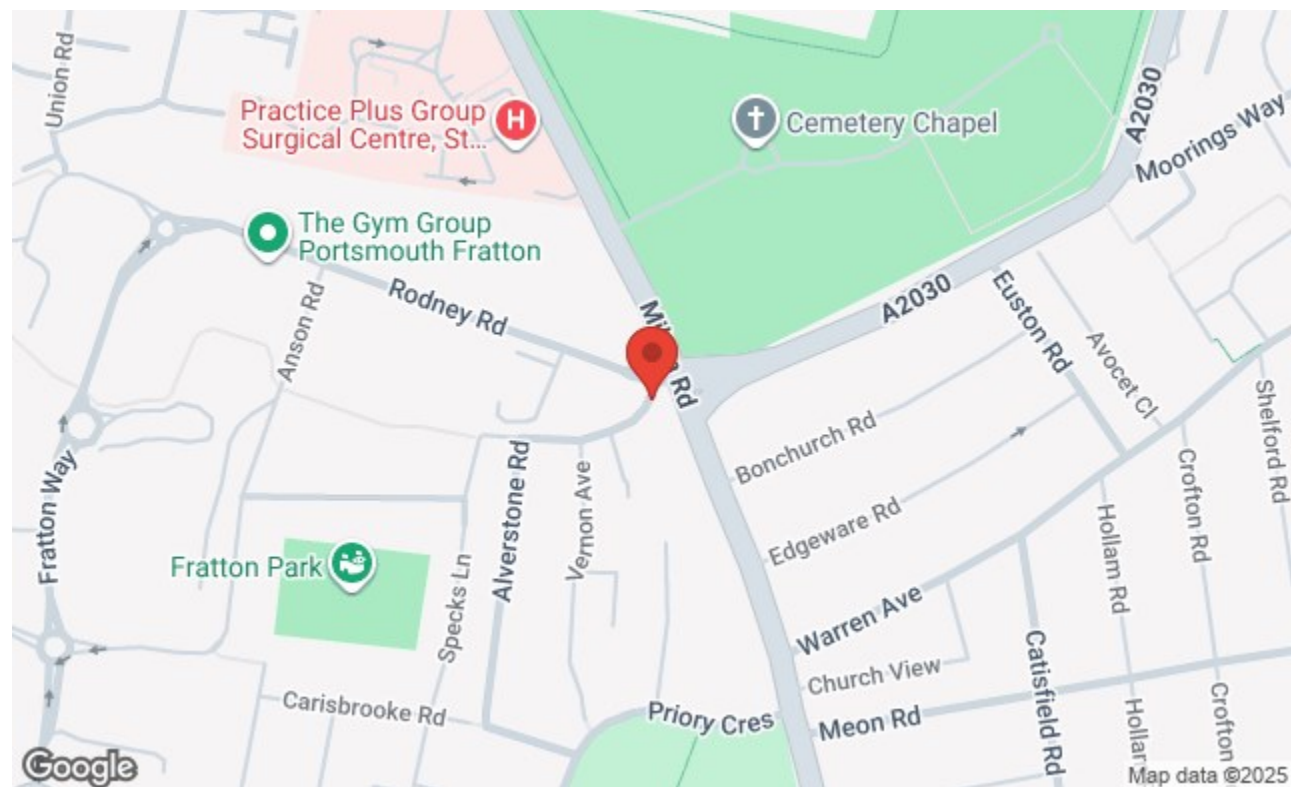 Union Rd
Practice Plus Group
Surgical Centre, St...
H
Cemetery Chapel
A2030
Moorings Way
The Gym Group
Portsmouth Fratton
Rodney Rd
Anson Rd
Rd
A2030
Euston Rd
Avocet Cl
Shelford Rd
Bonchurch Rd
Crofton Rd
Hollam Rd
Edgeware Rd
Alverstone Rd
Vernon Ave
Fratton Way
Fratton Park
Specks Ln
Warren Ave
Church View
Catisfield Rd
Carisbrooke Rd
Priory Cres
Meon Rd
Crofton
Google
Map data ©2025